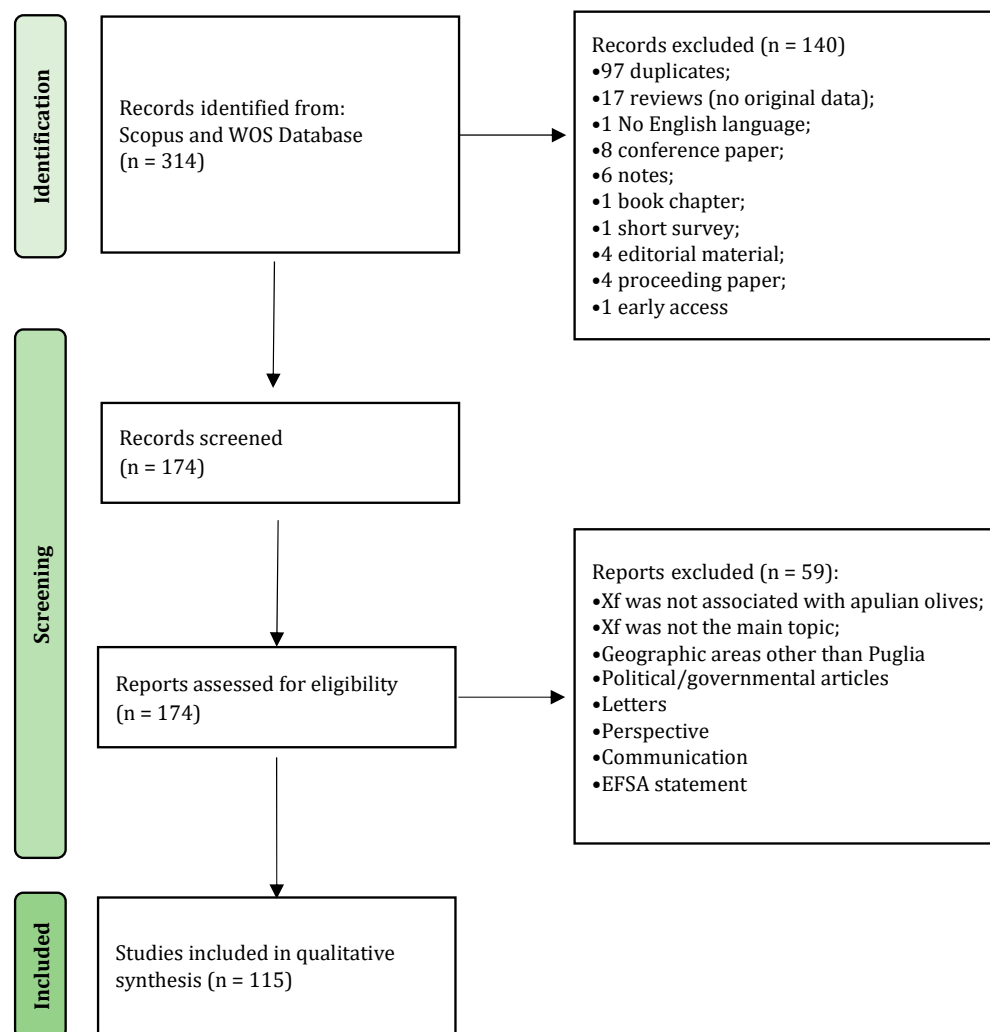 Identification
Records identified from:
Scopus and WOS Database
(n = 314)
Records excluded (n = 140)
•97 duplicates;
•17 reviews (no original data);
•1 No English language;
•8 conference paper;
•6 notes;
•1 book chapter;
•1 short survey;
•4 editorial material;
•4 proceeding paper;
•1 early access
Screening
Records screened
(n = 174)
Reports assessed for eligibility
(n = 174)
Reports excluded (n = 59):
•Xf was not associated with apulian olives;
•Xf was not the main topic;
•Geographic areas other than Puglia
•Political/governmental articles
•Letters
•Perspective
•Communication
•EFSA statement
Included
Studies included in qualitative
synthesis (n = 115)